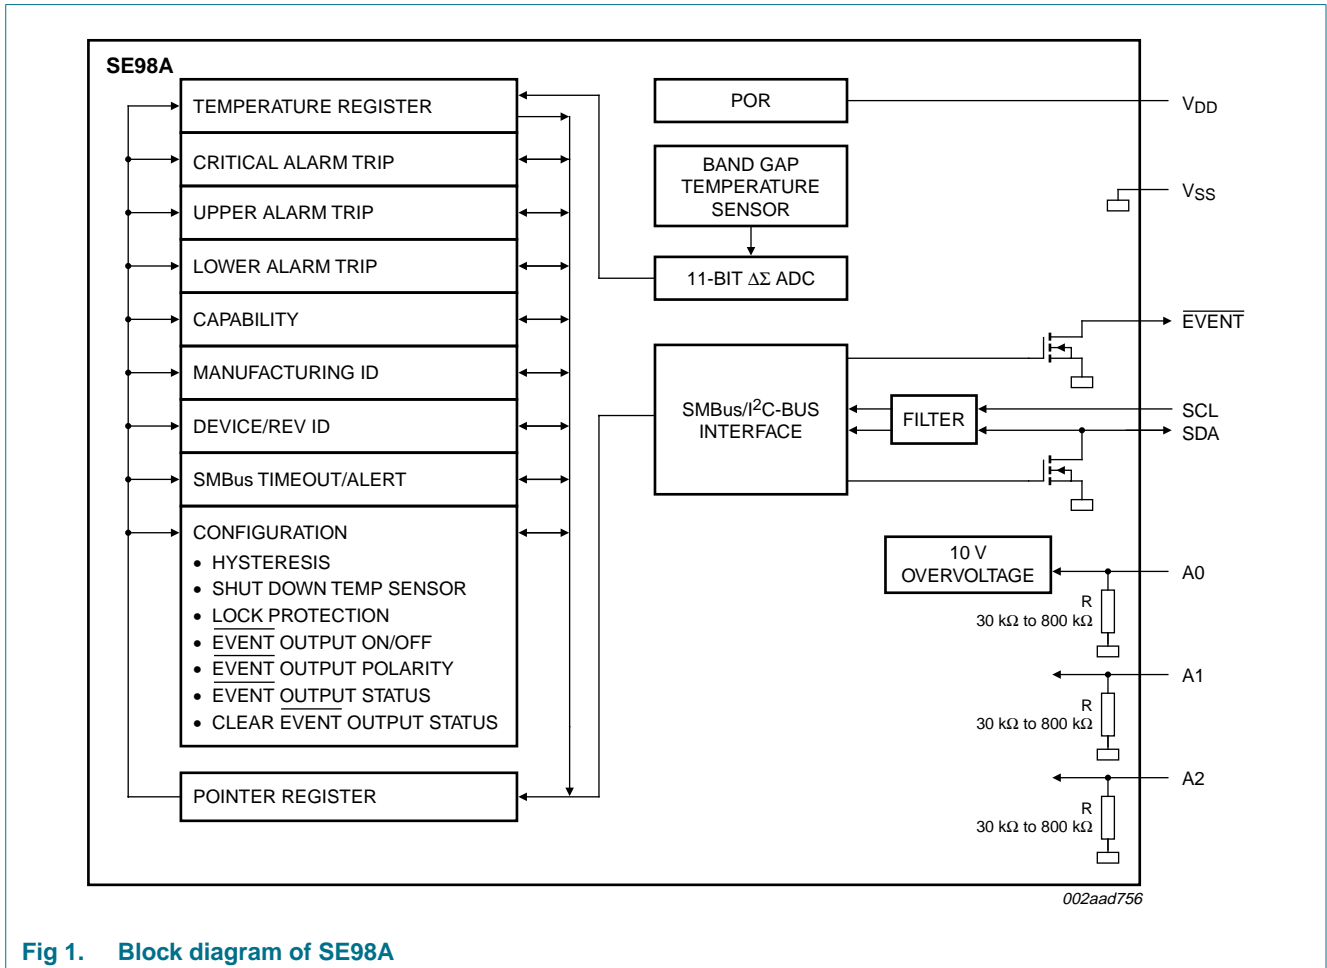 SE98A
TEMPERATURE REGISTER
CRITICAL ALARM TRIP
UPPER ALARM TRIP
LOWER ALARM TRIP
CAPABILITY
MANUFACTURING ID
DEVICE/REV ID
SMBus TIMEOUT/ALERT
CONFIGURATION
• HYSTERESIS
• SHUT DOWN TEMP SENSOR
• LOCK PROTECTION
• EVENT OUTPUT ON/OFF
• EVENT OUTPUT POLARITY
• EVENT OUTPUT STATUS
• CLEAR EVENT OUTPUT STATUS
POINTER REGISTER
POR
BAND GAP
TEMPERATURE
SENSOR
11-BIT ΔΣ ADC
SMBus/I²C-BUS
INTERFACE
FILTER
10 V
OVERVOLTAGE
R
30 kΩ to 800 kΩ
R
30 kΩ to 800 kΩ
R
30 kΩ to 800 kΩ
VDD
VSS
EVENT
SCL
SDA
A0
A1
A2
002aad756
Fig 1. Block diagram of SE98A